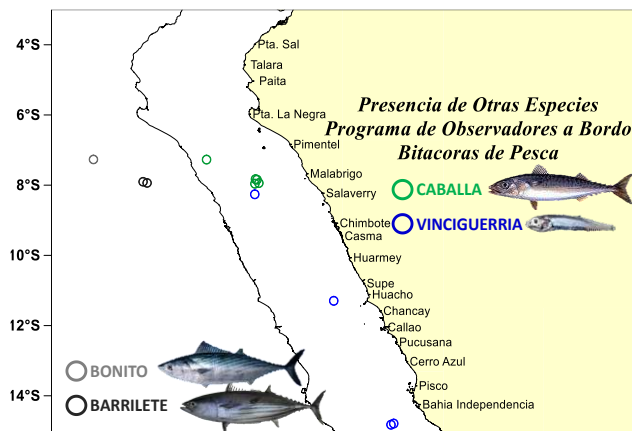 4°S
6°S
8°S
10°S
12°S
14°S
Pta. Sal
Talara
Paita
Pta. La Negra
Pimentel
Malabrigo
Salaverry
Chimbote
Casma
Huarmey
Supe
Huacho
Chancay
Callao
Pucusana
Cerro Azul
Pisco
Bahia Independencia
Presencia de Otras Especies
Programa de Observadores a Bordo
Bitacoras de Pesca
CABALLA
VINCIGUERRIA
BONITO
BARRILETE